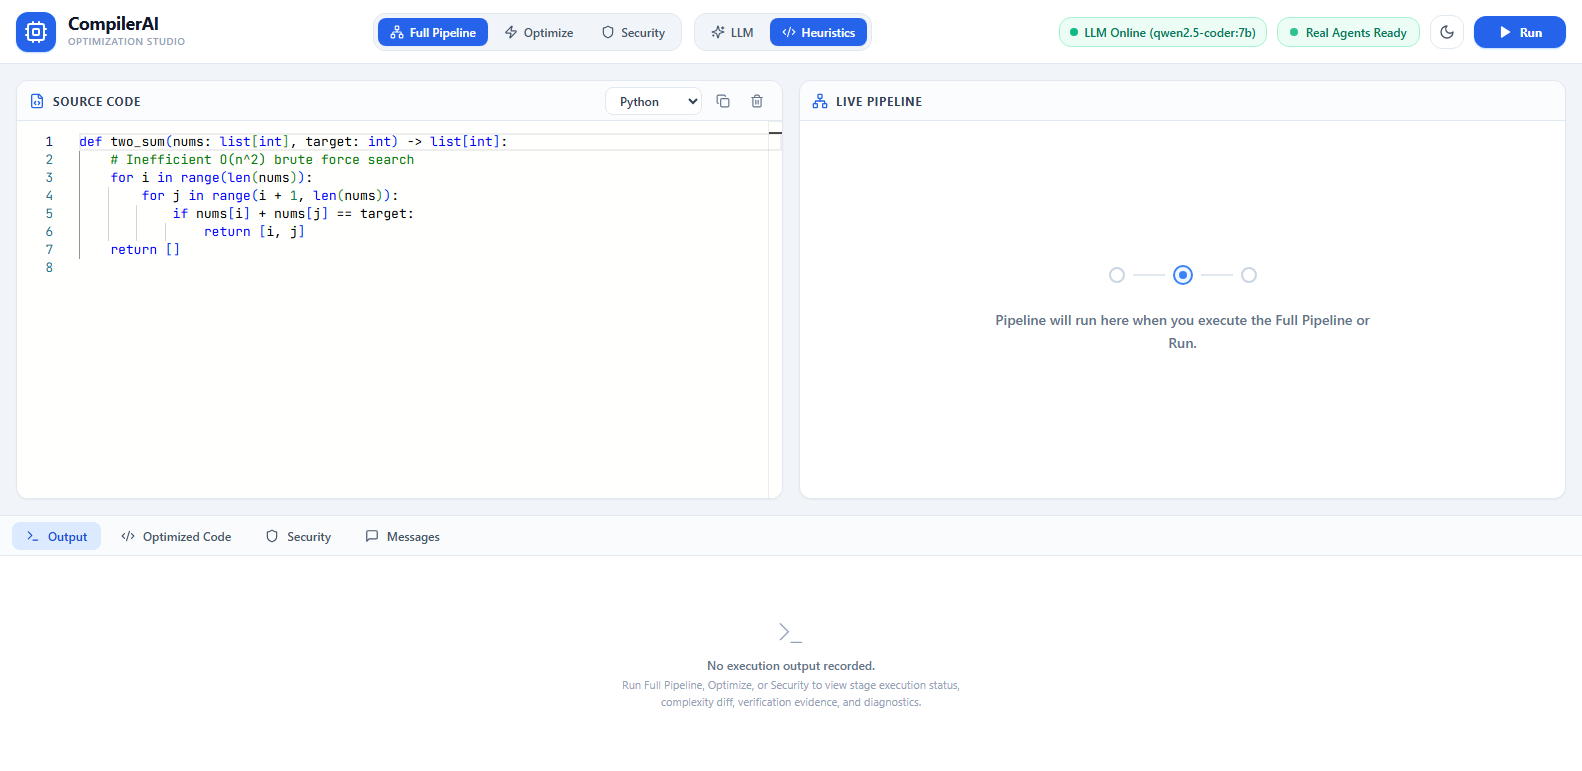 CompilerAI
OPTIMIZATION STUDIO
Full Pipeline
Optimize
Security
LLM
Heuristics
LLM Online (qwen2.5-coder:7b)
Real Agents Ready
Run
SOURCE CODE
Python
1 def two_sum(nums: list[int], target: int) -> list[int]:
2     # Inefficient O(n^2) brute force search
3     for i in range(len(nums)):
4         for j in range(i + 1, len(nums)):
5             if nums[i] + nums[j] == target:
6                 return [i, j]
7     return []
8
LIVE PIPELINE
Pipeline will run here when you execute the Full Pipeline or
Run.
Output
Optimized Code
Security
Messages
No execution output recorded.
Run Full Pipeline, Optimize, or Security to view stage execution status,
complexity diff, verification evidence, and diagnostics.